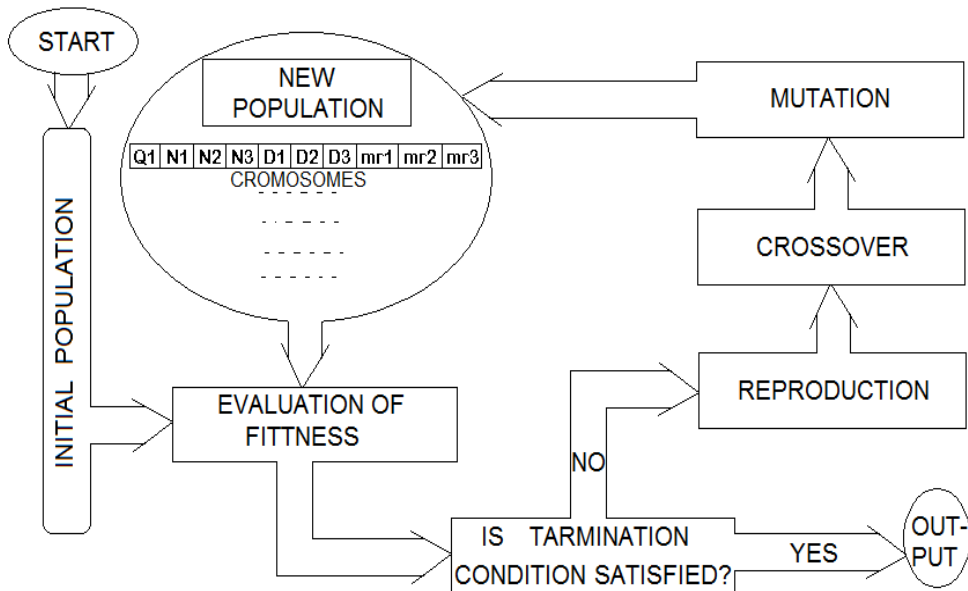 START
NEW
POPULATION
Q1 N1 N2 N3 D1 D2 D3 mr1 mr2 mr3
CROMOSOMES
MUTATION
CROSSOVER
REPRODUCTION
INITIAL POPULATION
EVALUATION OF
FITTNESS
NO
IS TARMINATION
CONDITION SATISFIED?
YES
OUT-
PUT